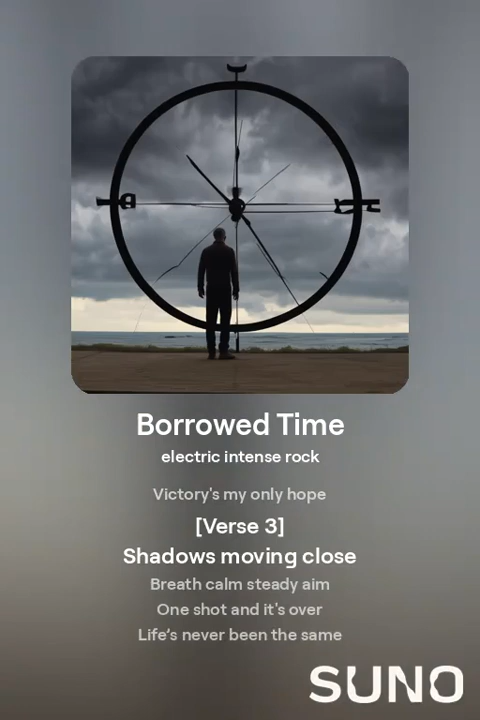 Borrowed Time
electric intense rock
Victory's my only hope
[Verse 3]
Shadows moving close
Breath calm steady aim
One shot and it's over
Life's never been the same
SUNO